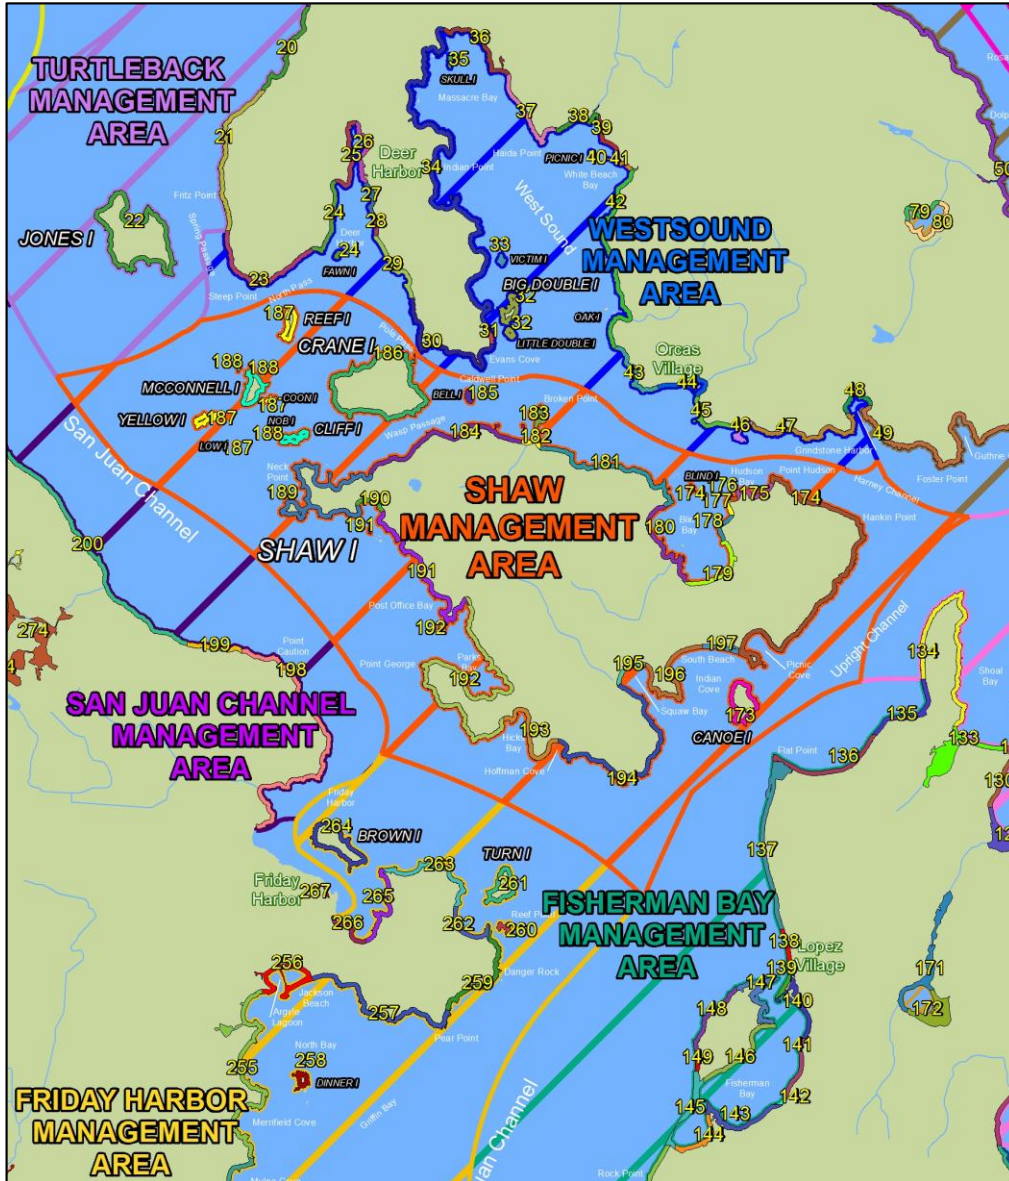 36
20
35
SKULL I
TURTLEBACK
MANAGEMENT
AREA
Massacre Bay
37
38
39
21
26
25
Deer
Harbor
Haida Point
PICNIC I
40
41
White Beach
Bay
34
Indian Point
50
Fritz Point
27
42
22
24
28
West Sound
79
80
JONES I
Spring Passage
Deer
24
33
VICTIM I
WESTSOUND
MANAGEMENT
AREA
FAWN I
29
23
North Pass
BIG DOUBLE I
Steep Point
32
187
REEF I
31
32
OAK I
CRANE I
Pole Pass
30
LITTLE DOUBLE I
Orcas
Village
188
188
186
Evans Cove
Caldwell Point
43
44
MCCONNELL I
COON I
187
BELL I
185
Broken Point
48
YELLOW I
187
NOB I
183
45
LOW I
87
188
CLIFF I
Wasp Passage
184
182
46
47
49
Grindstone Harbor
San Juan Channel
Neck
Point
181
BLIND I
Hudson
Bay
Point Hudson
Harney Channel
Foster Point
189
190
SHAW
MANAGEMENT
AREA
174
176
177
175
174
Hankin Point
191
180
178
200
SHAW I
191
179
Post Office Bay
274
192
199
Point
Caution
198
197
South Beach
Upright Channel
134
Point George
195
Picnic
Cove
Shoal
Bay
192
196
Indian
Cove
Squaw Bay
173
135
SAN JUAN CHANNEL
MANAGEMENT
AREA
CANOE I
193
133
Hoffman Cove
Flat Point
136
194
Friday
Harbor
264
BROWN I
137
263
TURN I
Friday
Harbor
267
265
261
266
262
260
FISHERMAN BAY
MANAGEMENT
AREA
138
Lopez
Village
256
Danger Rock
139
171
Jackson
Beach
259
147
140
172
Argyle
Lagoon
257
148
Pear Point
141
North Bay
258
149
146
255
DINNER I
Fisherman
Bay
142
FRIDAY HARBOR
MANAGEMENT
AREA
Merrifield Cove
Griffin Bay
145
143
144
Rock Point